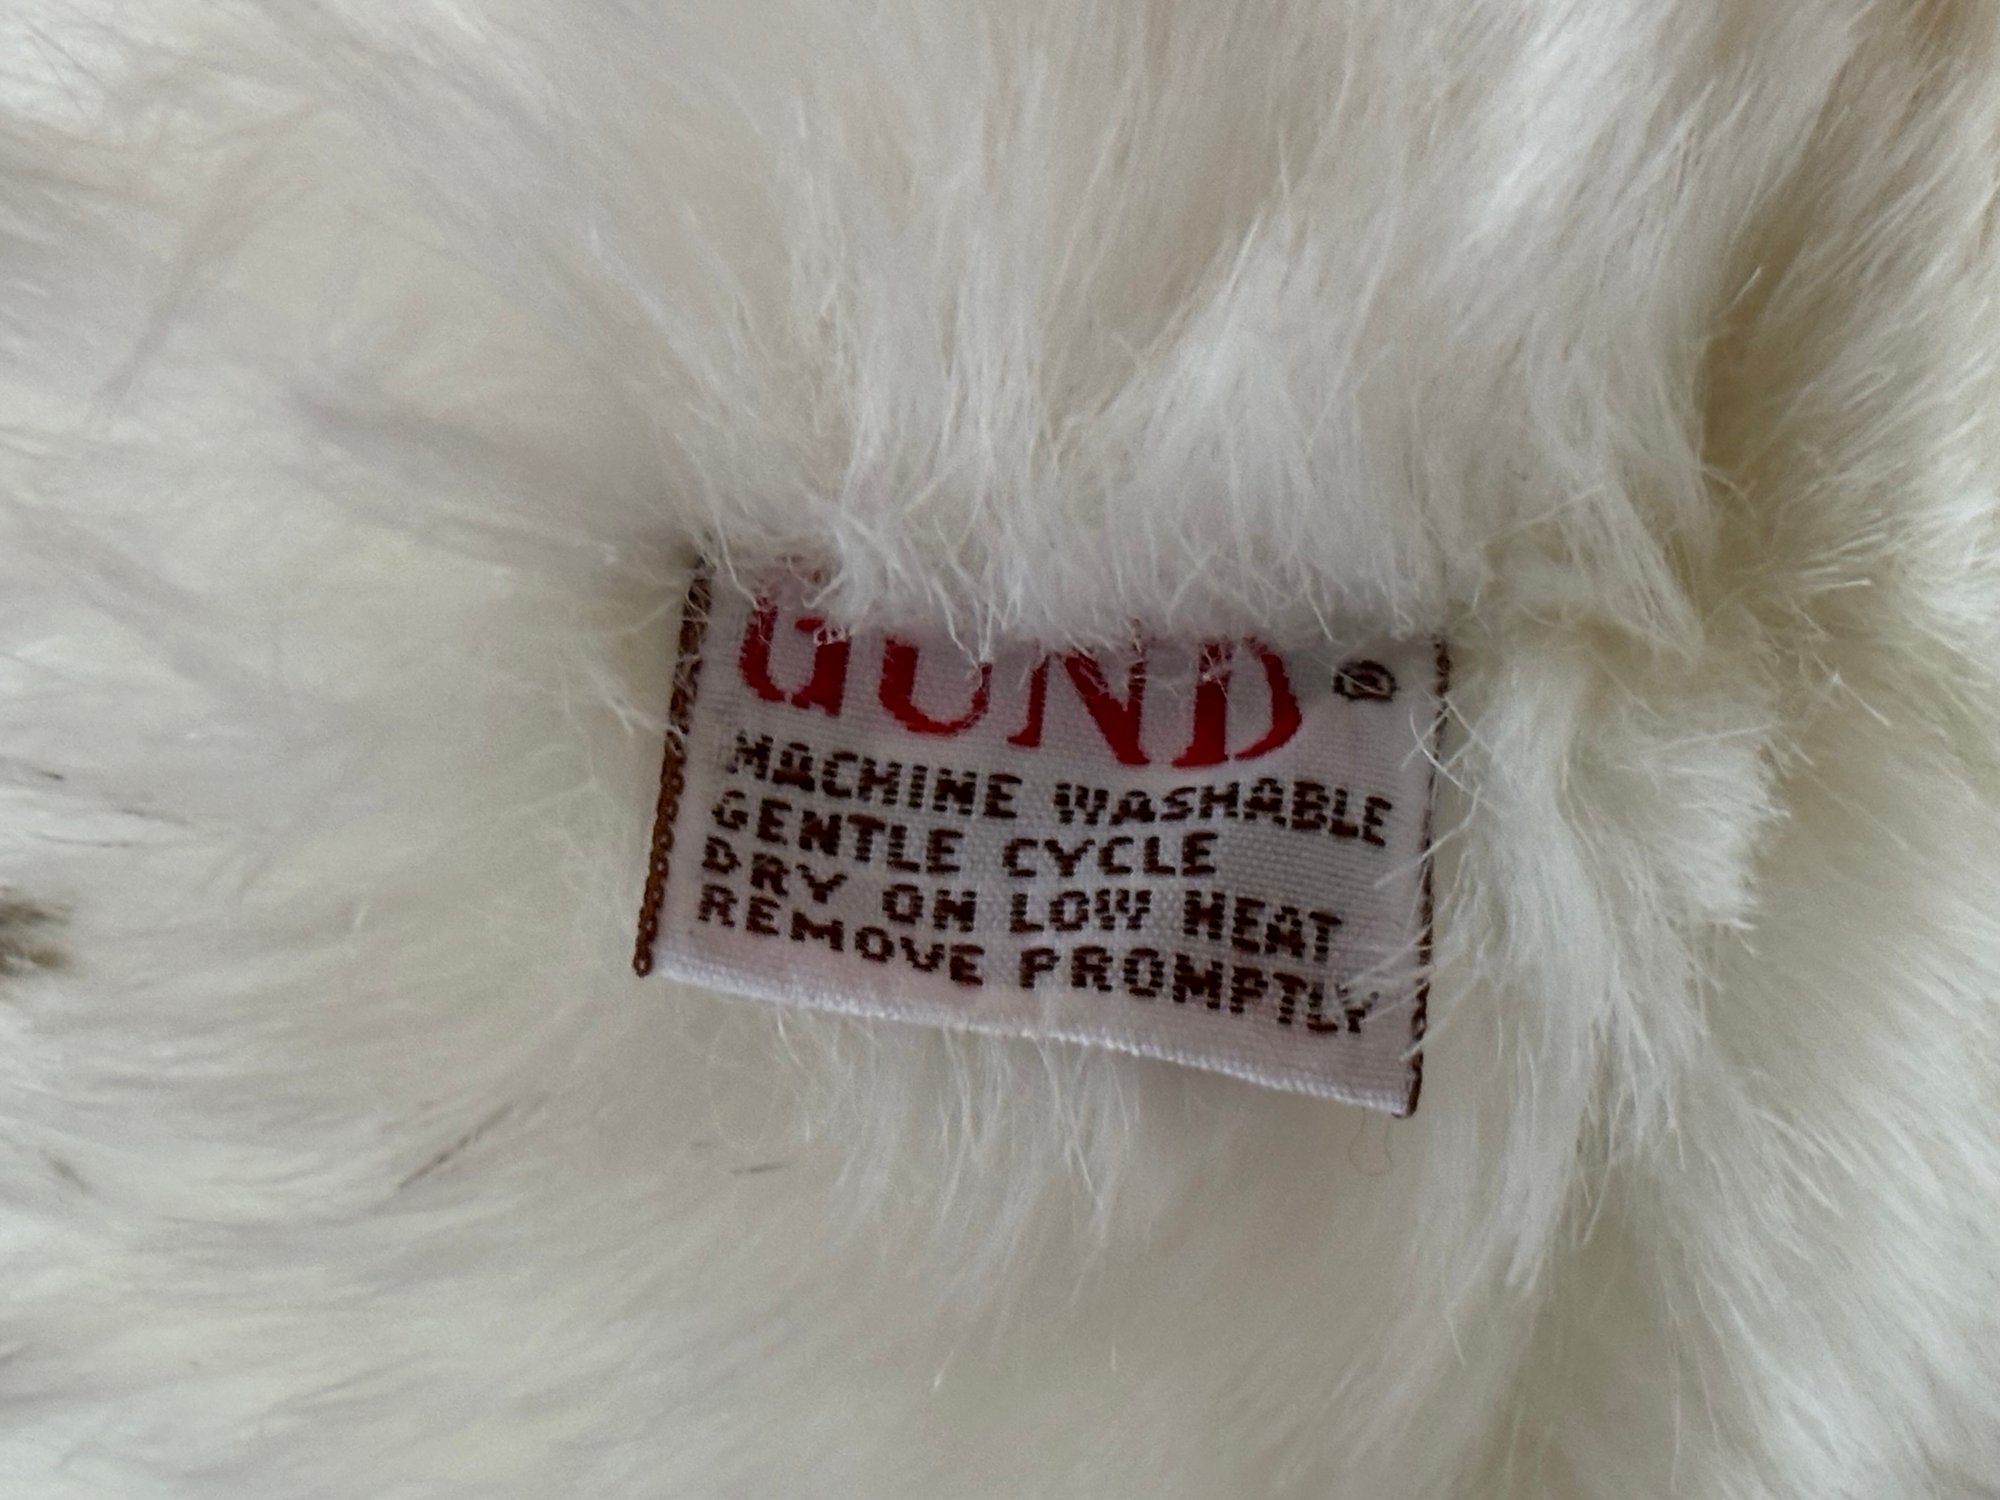 GUND ®
MACHINE WASHABLE
GENTLE CYCLE
DRY ON LOW HEAT
REMOVE PROMPTLY